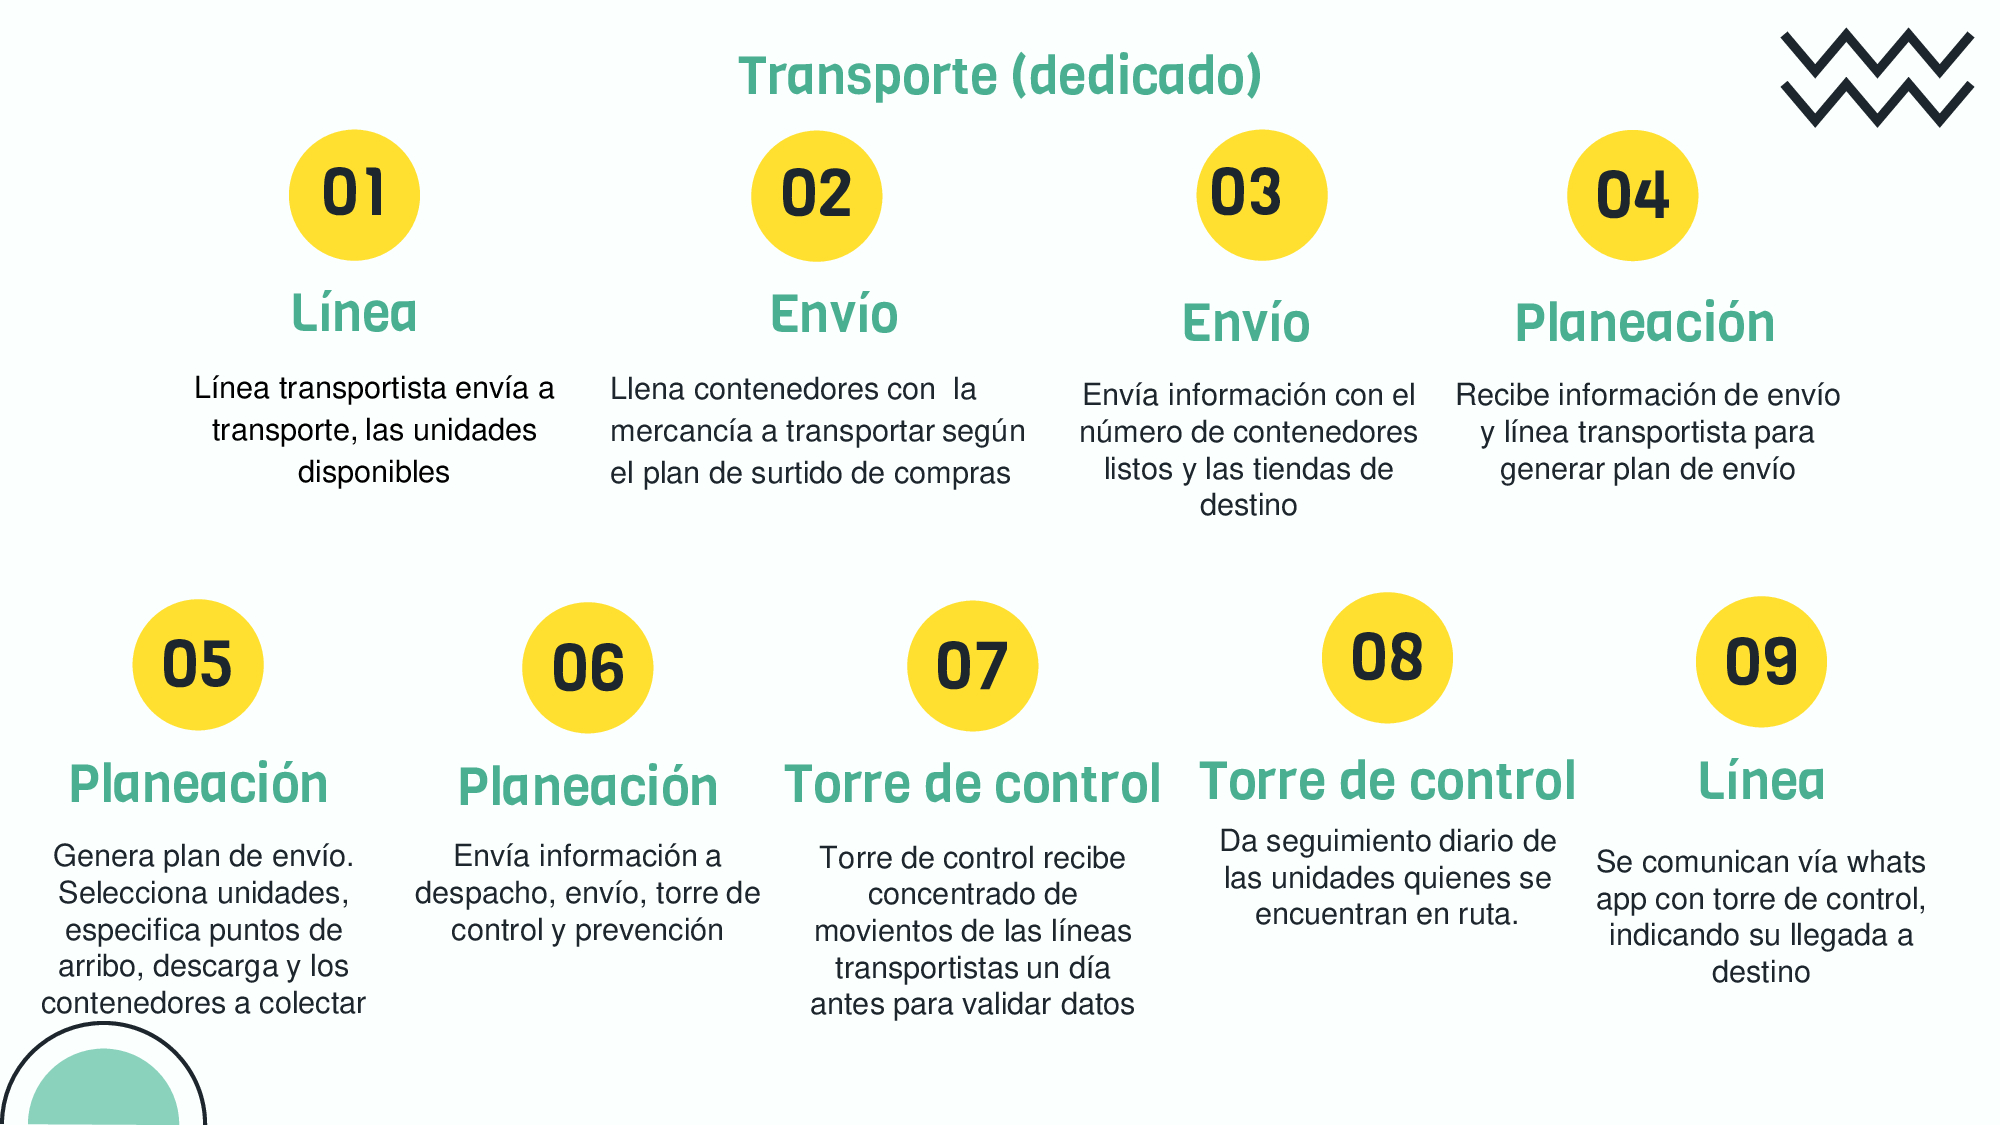 Transporte (dedicado)
01
Línea
Línea transportista envía a
transporte, las unidades
disponibles
02
Envío
Llena contenedores con  la
mercancía a transportar según
el plan de surtido de compras
03
Envío
Envía información con el
número de contenedores
listos y las tiendas de
destino
04
Planeación
Recibe información de envío
y línea transportista para
generar plan de envío
05
Planeación
Genera plan de envío.
Selecciona unidades,
especifica puntos de
arribo, descarga y los
contenedores a colectar
06
Planeación
Envía información a
despacho, envío, torre de
control y prevención
07
Torre de control
Torre de control recibe
concentrado de
movientos de las líneas
transportistas un día
antes para validar datos
08
Torre de control
Da seguimiento diario de
las unidades quienes se
encuentran en ruta.
09
Línea
Se comunican vía whats
app con torre de control,
indicando su llegada a
destino